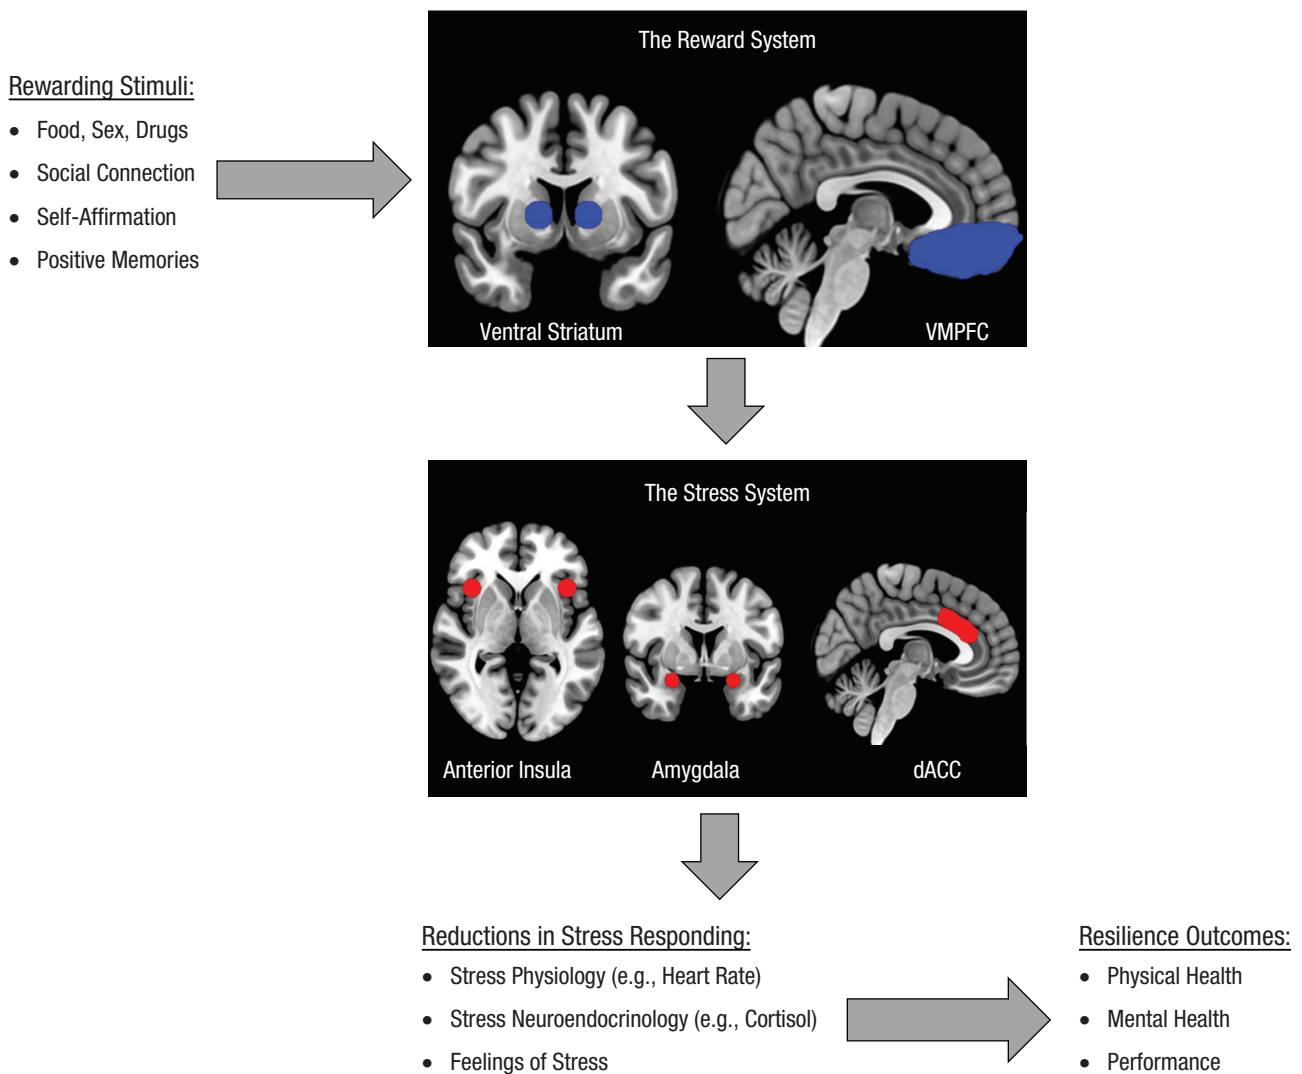 The Reward System
Rewarding Stimuli:
• Food, Sex, Drugs
• Social Connection
• Self-Affirmation
• Positive Memories
Ventral Striatum
VMPFC
The Stress System
Anterior Insula
Amygdala
dACC
Reductions in Stress Responding:
• Stress Physiology (e.g., Heart Rate)
• Stress Neuroendocrinology (e.g., Cortisol)
• Feelings of Stress
Resilience Outcomes:
• Physical Health
• Mental Health
• Performance